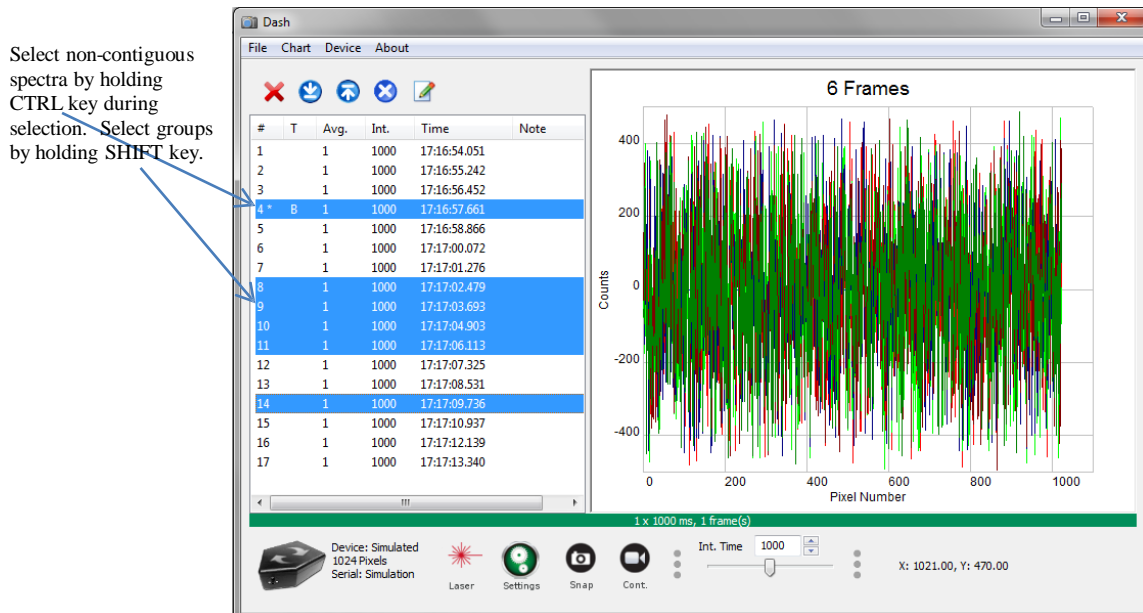 Select non-contiguous
spectra by holding
CTRL key during
selection. Select groups
by holding SHIFT key.
Dash
File Chart Device About
# T Avg. Int. Time Note
1 1 1000 17:16:54.051
2 1 1000 17:16:55.242
3 1 1000 17:16:56.452
4 * B 1 1000 17:16:57.661
5 1 1000 17:16:58.866
6 1 1000 17:17:00.072
7 1 1000 17:17:01.276
8 1 1000 17:17:02.479
9 1 1000 17:17:03.693
10 1 1000 17:17:04.903
11 1 1000 17:17:06.113
12 1 1000 17:17:07.325
13 1 1000 17:17:08.531
14 1 1000 17:17:09.736
15 1 1000 17:17:10.937
16 1 1000 17:17:12.139
17 1 1000 17:17:13.340
6 Frames
400
200
0
-200
-400
Counts
0 200 400 600 800 1000
Pixel Number
1 x 1000 ms, 1 frame(s)
Device: Simulated
1024 Pixels
Serial: Simulation
Laser
Settings
Snap
Cont.
Int. Time 1000
X: 1021.00, Y: 470.00